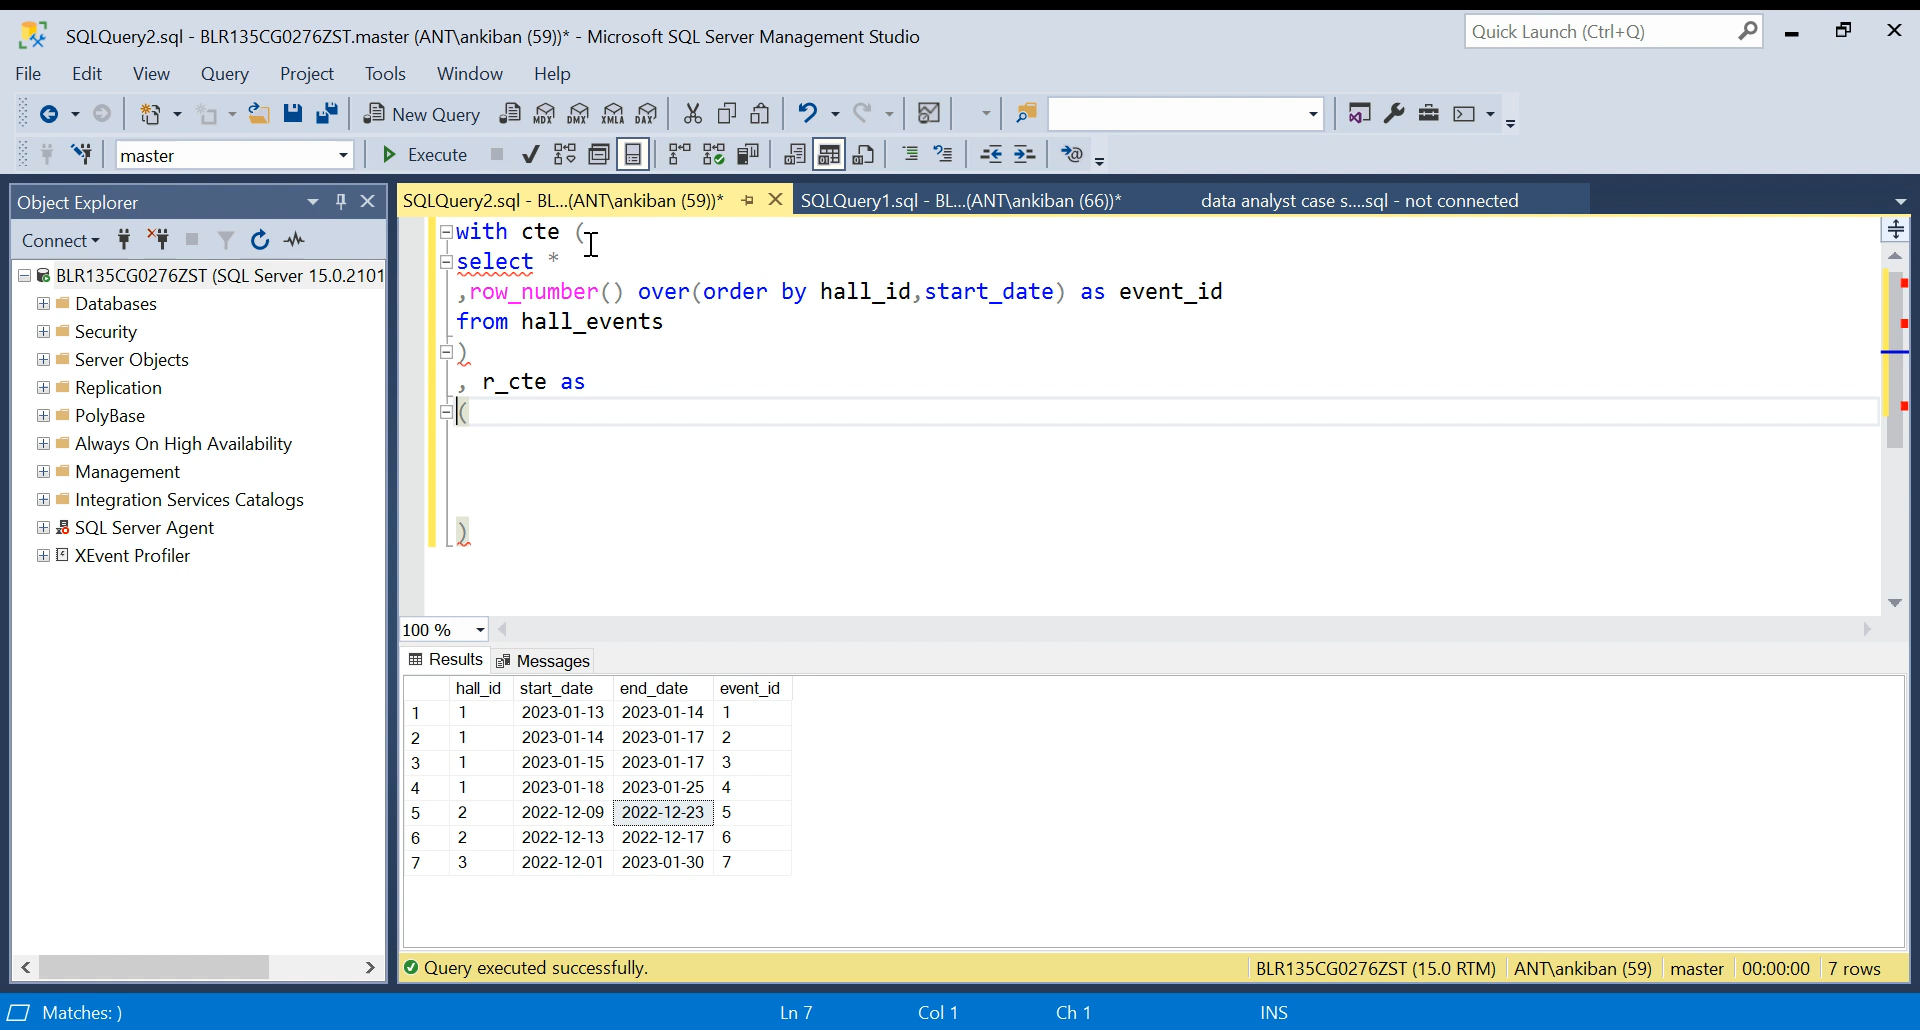 SQLQuery2.sql - BLR135CG0276ZST.master (ANT\ankiban (59))* - Microsoft SQL Server Management Studio
Quick Launch (Ctrl+Q)
File Edit View Query Project Tools Window Help
New Query MDX DMX XMLA DAX
master Execute
Object Explorer
SQLQuery2.sql - BL...(ANT\ankiban (59))* SQLQuery1.sql - BL...(ANT\ankiban (66))* data analyst case s....sql - not connected
Connect
BLR135CG0276ZST (SQL Server 15.0.2101
Databases
Security
Server Objects
Replication
PolyBase
Always On High Availability
Management
Integration Services Catalogs
SQL Server Agent
XEvent Profiler
with cte (
select *
,row_number() over(order by hall_id,start_date) as event_id
from hall_events
)
, r_cte as
(
)
100 %
Results Messages
hall_id start_date end_date event_id
1 1 2023-01-13 2023-01-14 1
2 1 2023-01-14 2023-01-17 2
3 1 2023-01-15 2023-01-17 3
4 1 2023-01-18 2023-01-25 4
5 2 2022-12-09 2022-12-23 5
6 2 2022-12-13 2022-12-17 6
7 3 2022-12-01 2023-01-30 7
Query executed successfully. BLR135CG0276ZST (15.0 RTM) ANT\ankiban (59) master 00:00:00 7 rows
Matches: ) Ln 7 Col 1 Ch 1 INS